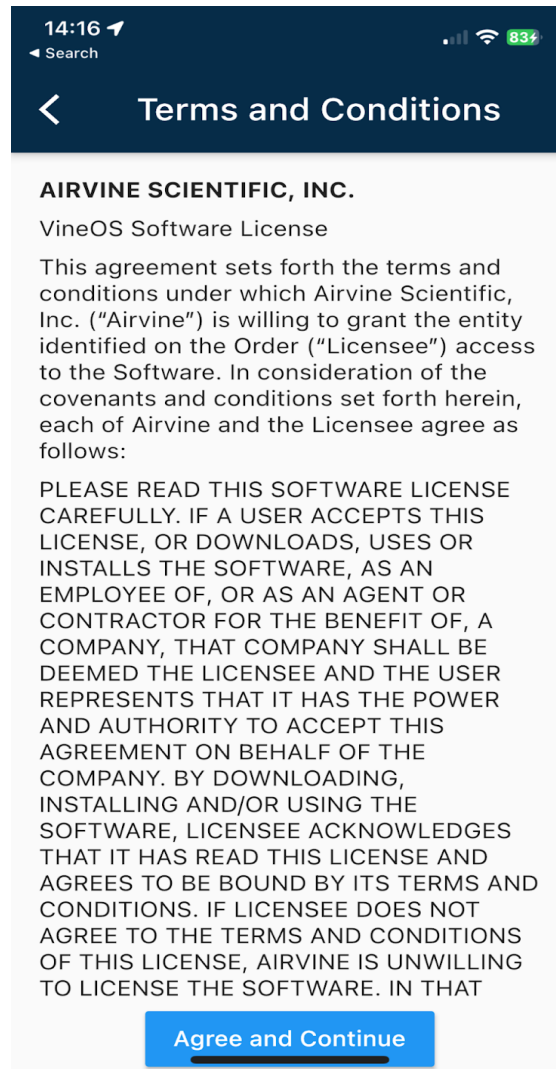 14:16
Search
83
Terms and Conditions
AIRVINE SCIENTIFIC, INC.
VineOS Software License
This agreement sets forth the terms and
conditions under which Airvine Scientific,
Inc. (“Airvine”) is willing to grant the entity
identified on the Order (“Licensee”) access
to the Software. In consideration of the
covenants and conditions set forth herein,
each of Airvine and the Licensee agree as
follows:
PLEASE READ THIS SOFTWARE LICENSE
CAREFULLY. IF A USER ACCEPTS THIS
LICENSE, OR DOWNLOADS, USES OR
INSTALLS THE SOFTWARE, AS AN
EMPLOYEE OF, OR AS AN AGENT OR
CONTRACTOR FOR THE BENEFIT OF, A
COMPANY, THAT COMPANY SHALL BE
DEEMED THE LICENSEE AND THE USER
REPRESENTS THAT IT HAS THE POWER
AND AUTHORITY TO ACCEPT THIS
AGREEMENT ON BEHALF OF THE
COMPANY. BY DOWNLOADING,
INSTALLING AND/OR USING THE
SOFTWARE, LICENSEE ACKNOWLEDGES
THAT IT HAS READ THIS LICENSE AND
AGREES TO BE BOUND BY ITS TERMS AND
CONDITIONS. IF LICENSEE DOES NOT
AGREE TO THE TERMS AND CONDITIONS
OF THIS LICENSE, AIRVINE IS UNWILLING
TO LICENSE THE SOFTWARE. IN THAT
Agree and Continue